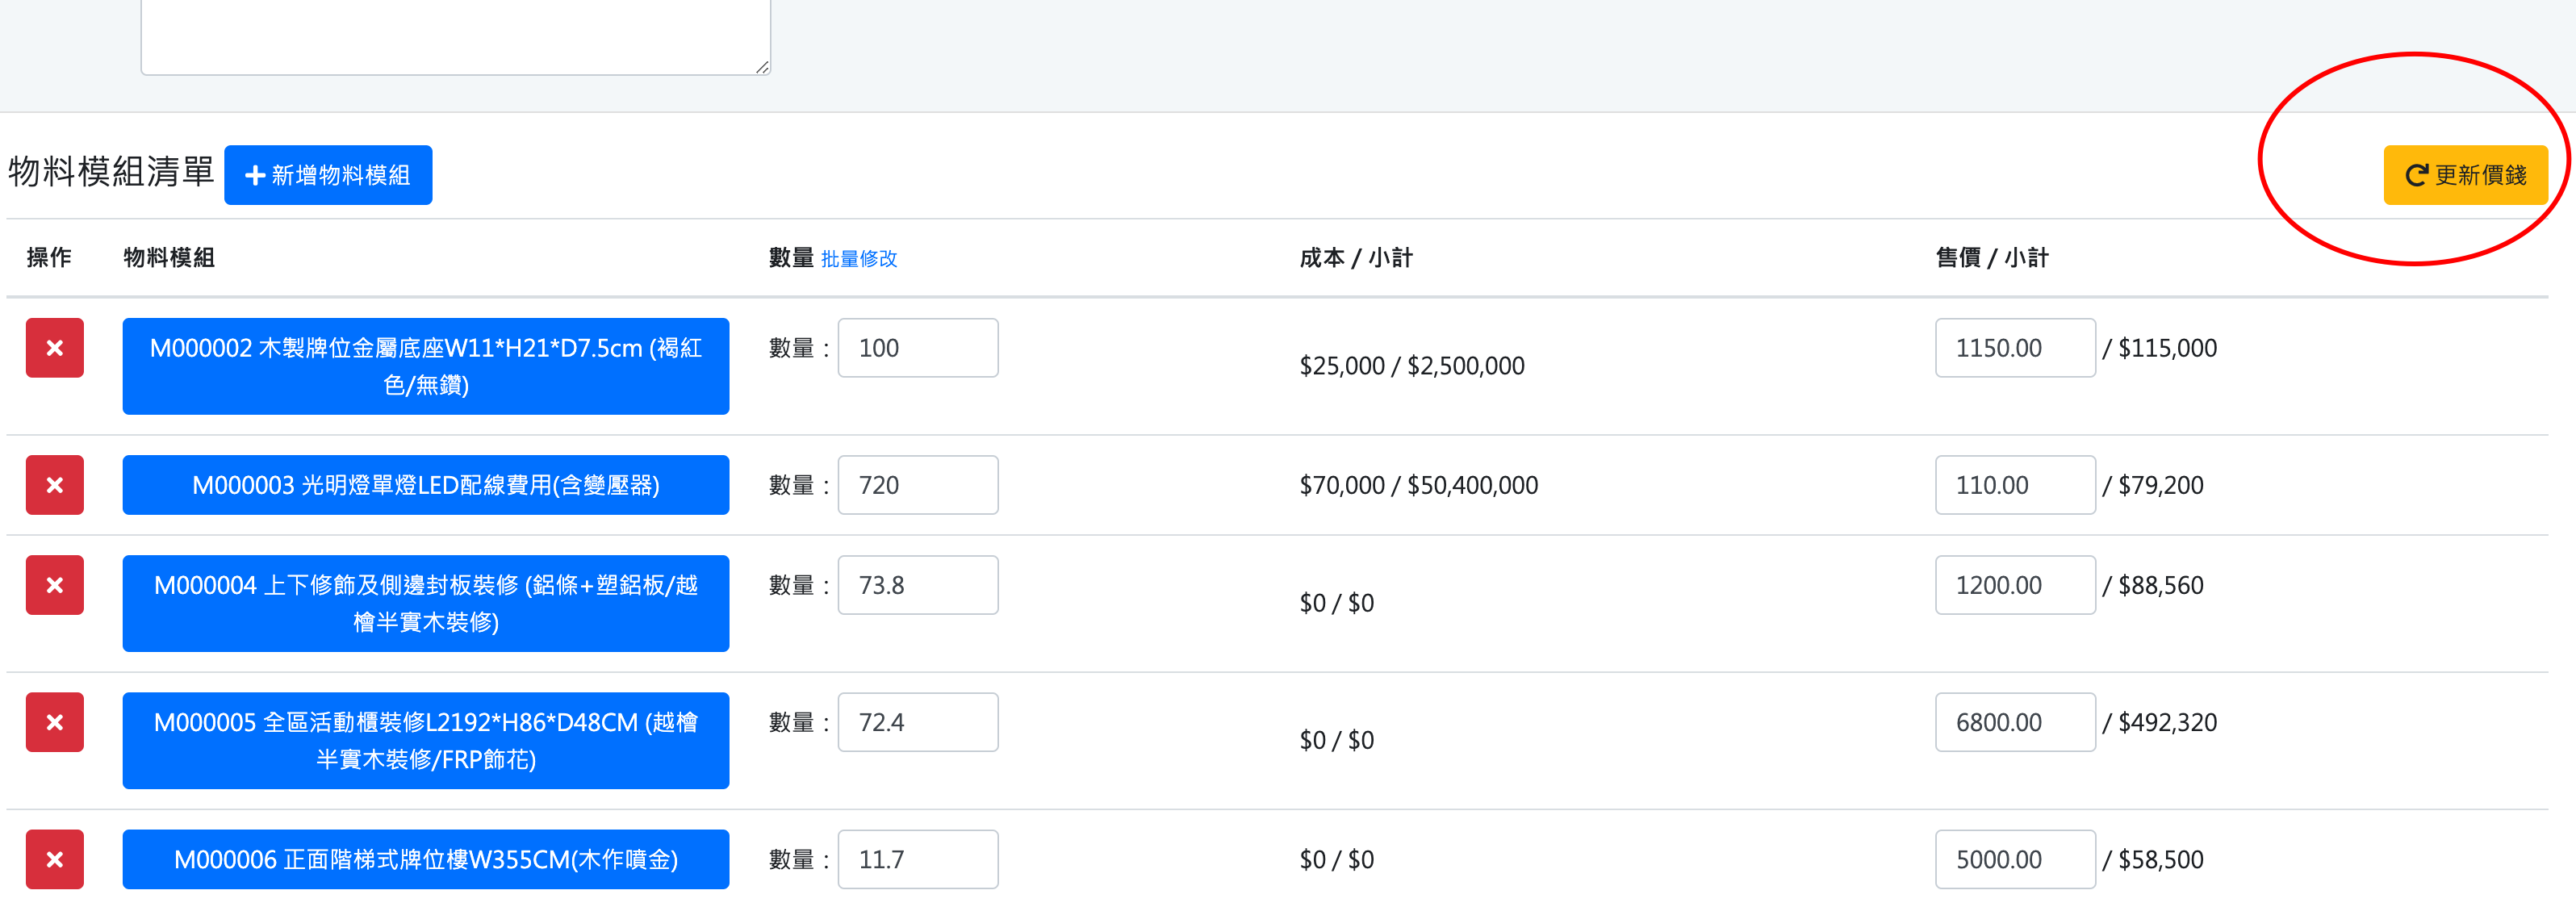 物料模組清單 新增物料模組 更新價錢
操作 物料模組 數量 批量修改 成本 / 小計 售價 / 小計
M000002 木製牌位金屬底座W11*H21*D7.5cm (褐紅
色/無鑽)
數量： 100 $25,000 / $2,500,000 1150.00 / $115,000
M000003 光明燈單燈LED配線費用(含變壓器) 數量： 720 $70,000 / $50,400,000 110.00 / $79,200
M000004 上下修飾及側邊封板裝修 (鋁條+塑鋁板/越
檜半實木裝修)
數量： 73.8 $0 / $0 1200.00 / $88,560
M000005 全區活動櫃裝修L2192*H86*D48CM (越檜
半實木裝修/FRP飾花)
數量： 72.4 $0 / $0 6800.00 / $492,320
M000006 正面階梯式牌位樓W355CM(木作噴金) 數量： 11.7 $0 / $0 5000.00 / $58,500